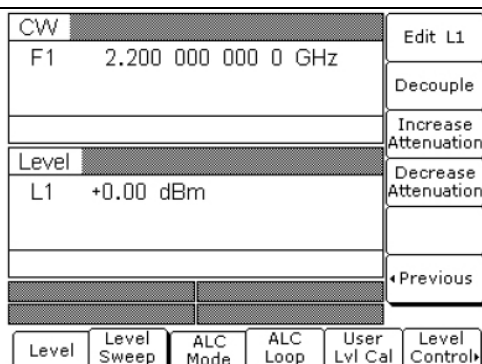 CW
F1 2.200 000 000 0 GHz
Level
L1 +0.00 dBm
Edit L1
Decouple
Increase
Attenuation
Decrease
Attenuation
Previous
Level
Level
Sweep
ALC
Mode
ALC
Loop
User
Lvl Cal
Level
Control